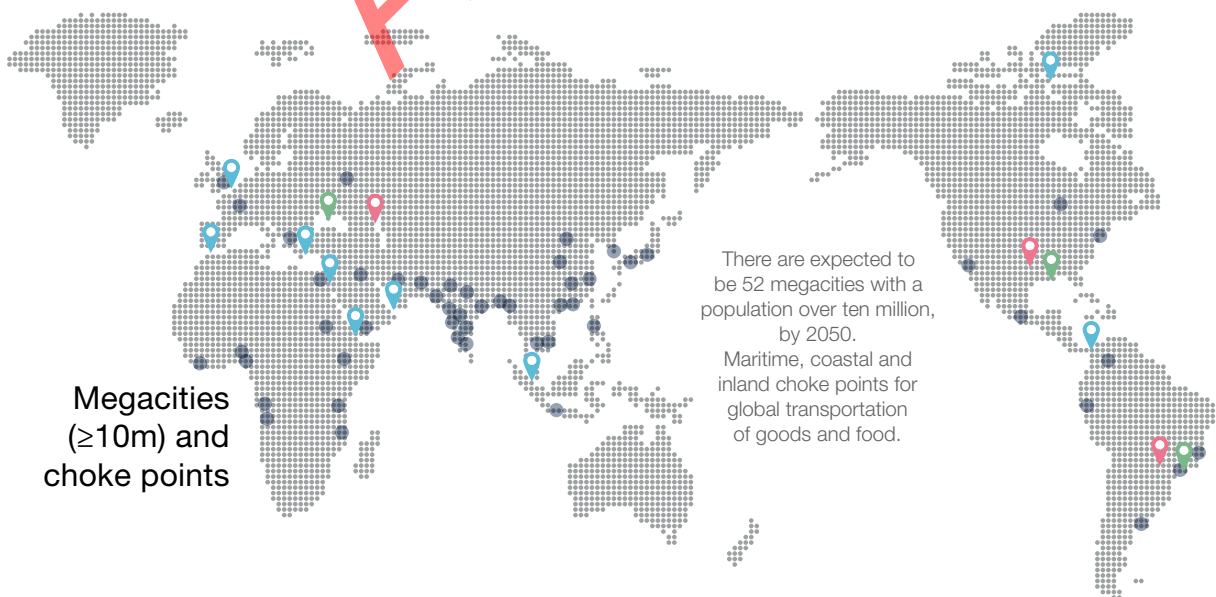 There are expected to
be 52 megacities with a
population over ten million,
by 2050.
Maritime, coastal and
inland choke points for
global transportation
of goods and food.
Megacities
(≥10m) and
choke points